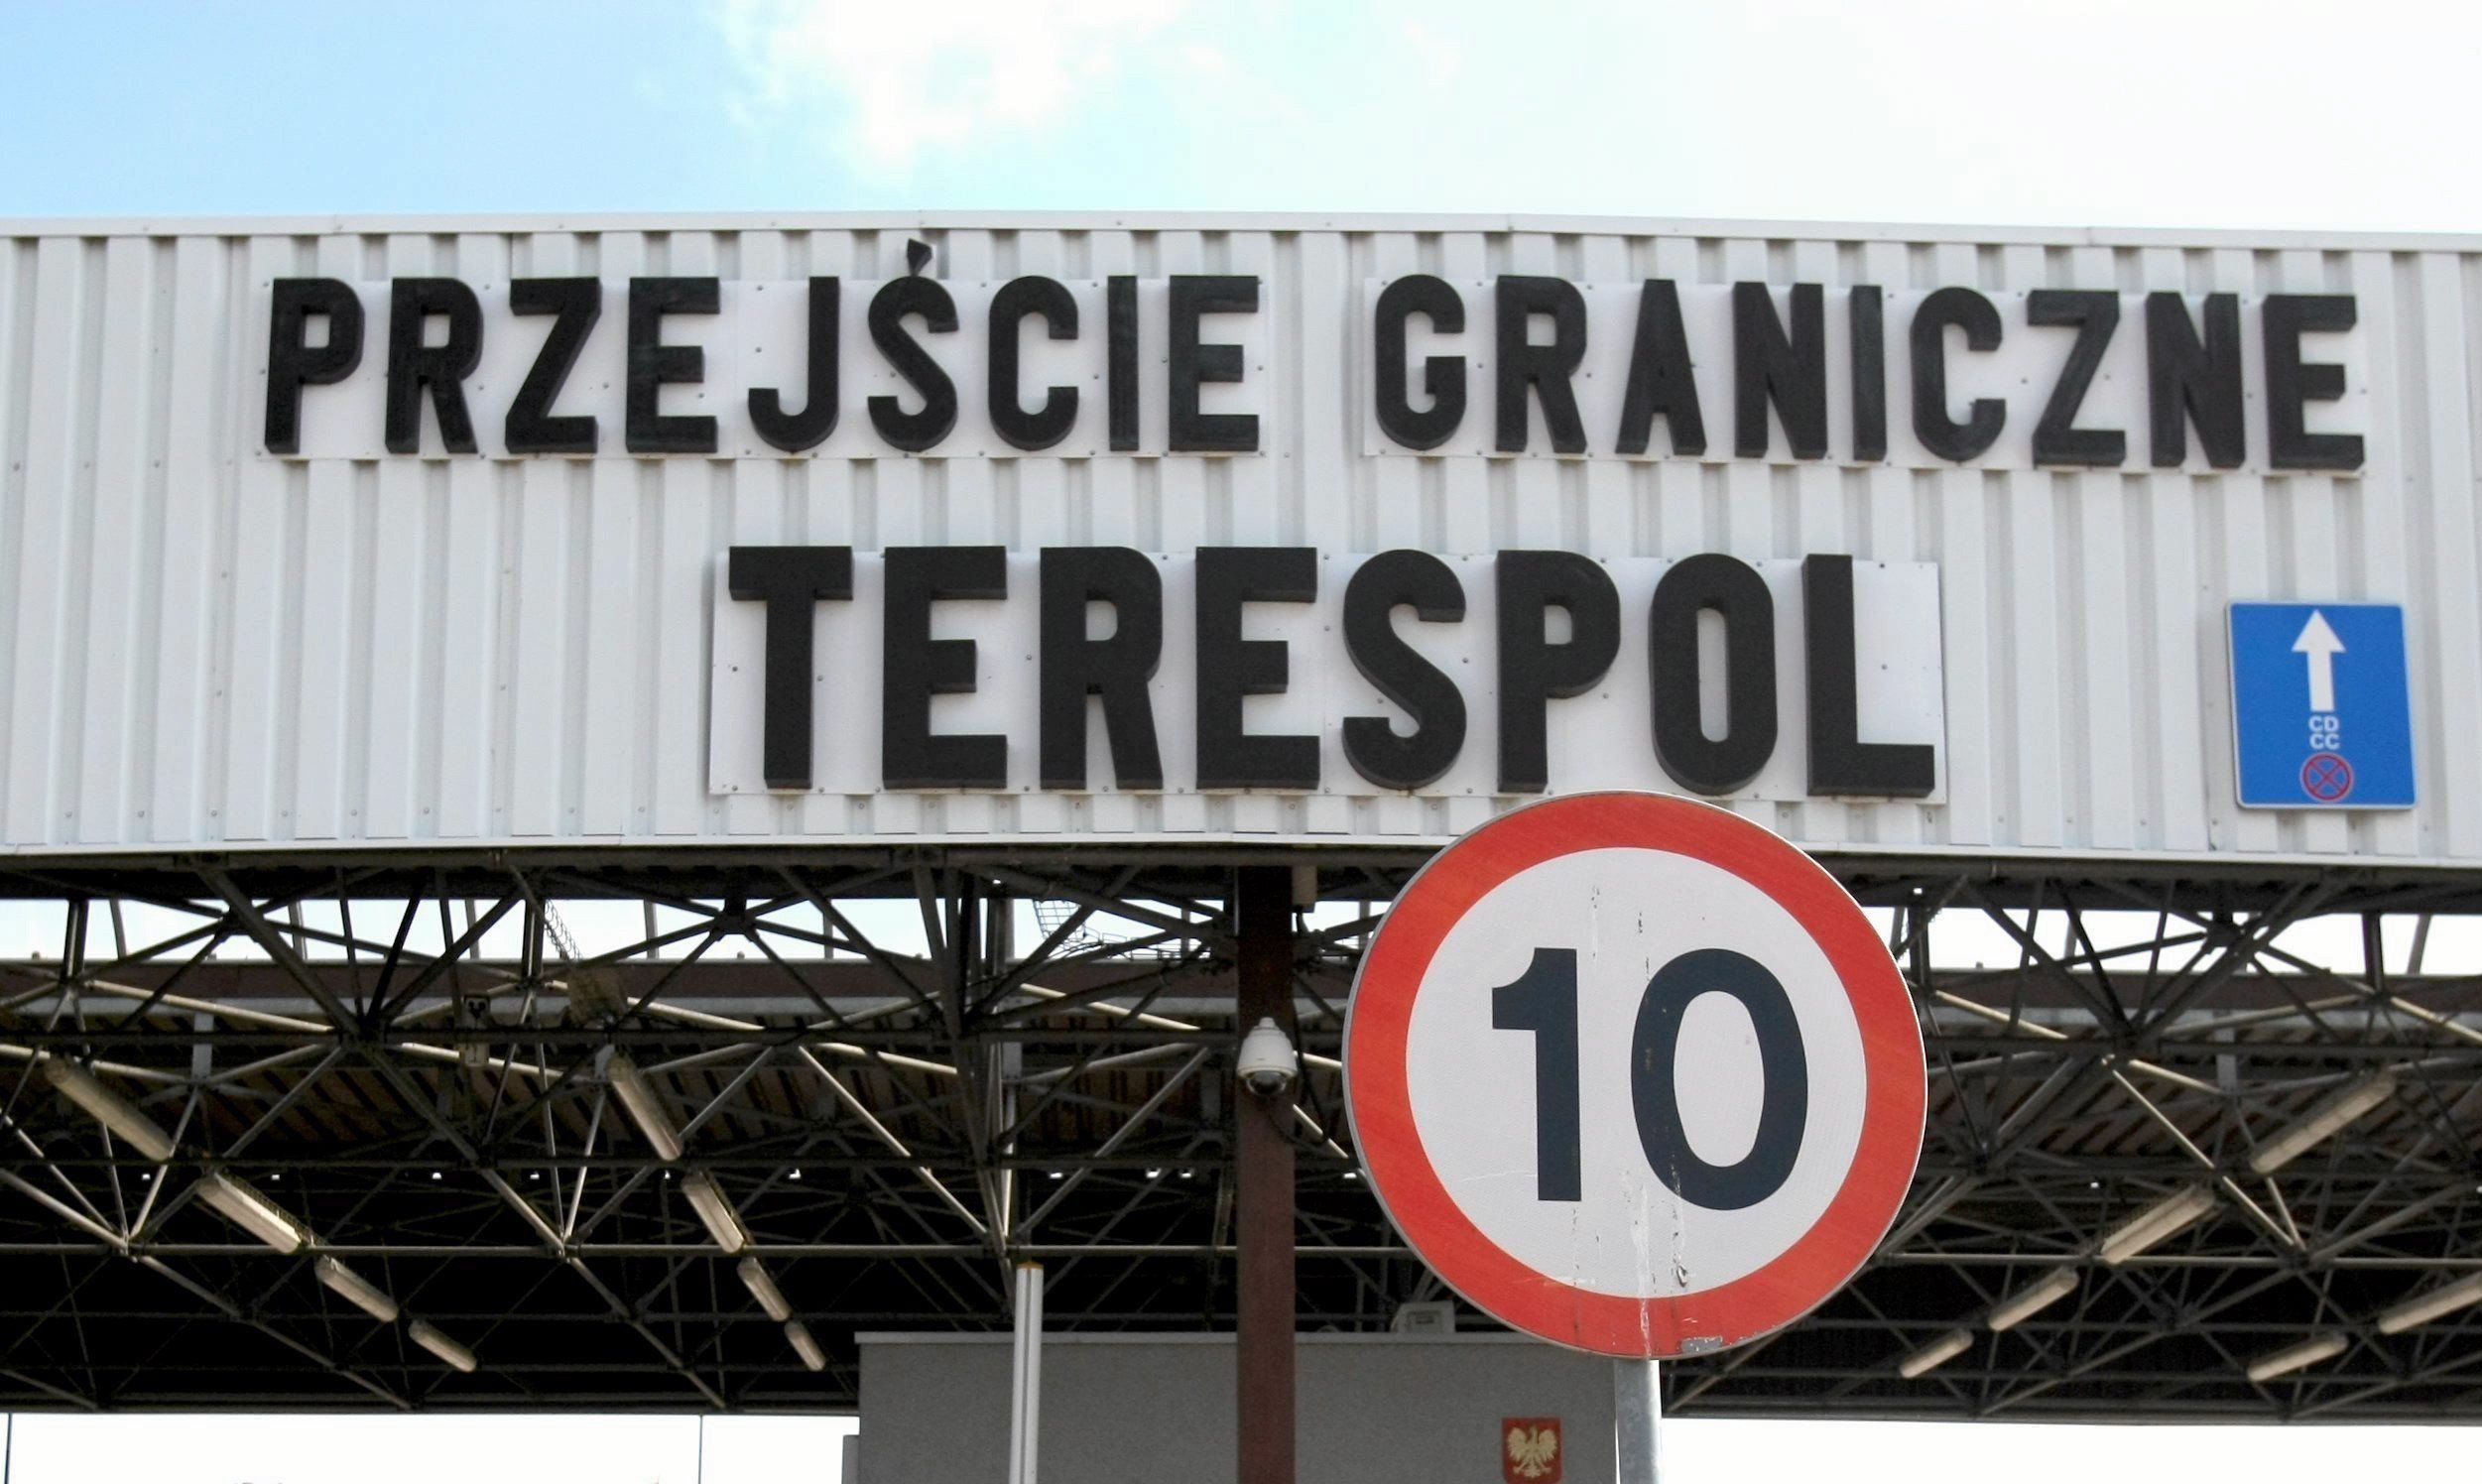 PRZEJŚCIE GRANICZNE
TERESPOL
CD
CC
10